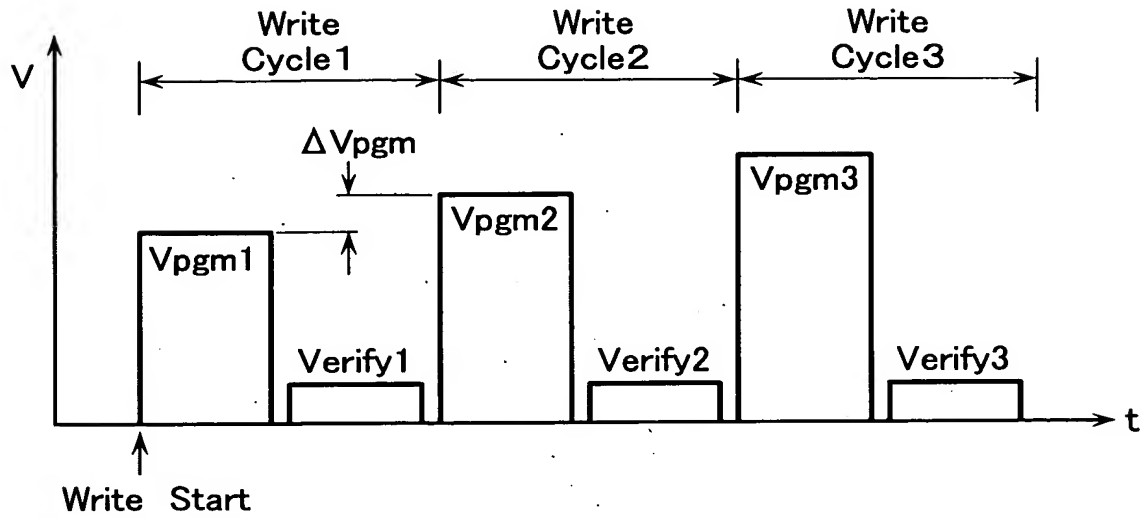 Write
Cycle1
Write
Cycle2
Write
Cycle3
V
ΔVpgm
Vpgm1
Vpgm2
Vpgm3
Verify1
Verify2
Verify3
t
Write Start